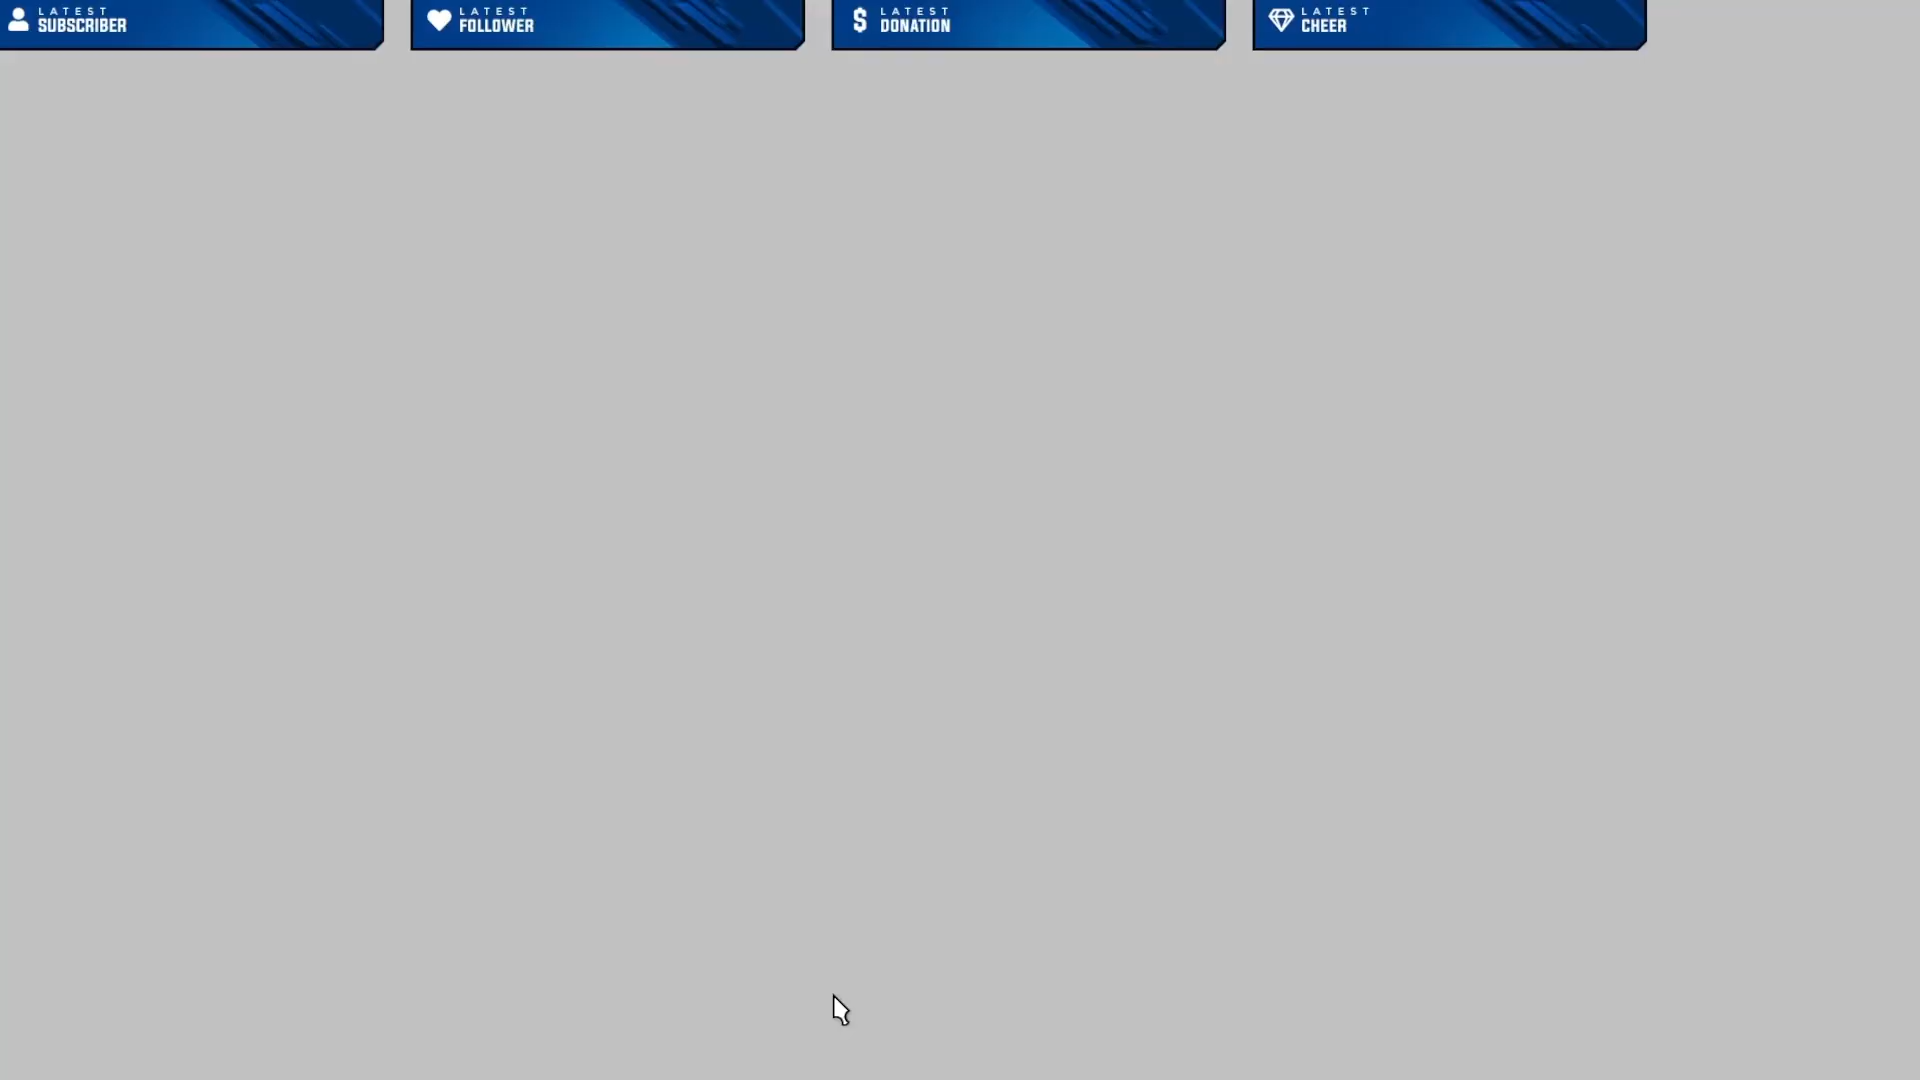 LATEST
SUBSCRIBER
LATEST
FOLLOWER
LATEST
DONATION
LATEST
CHEER